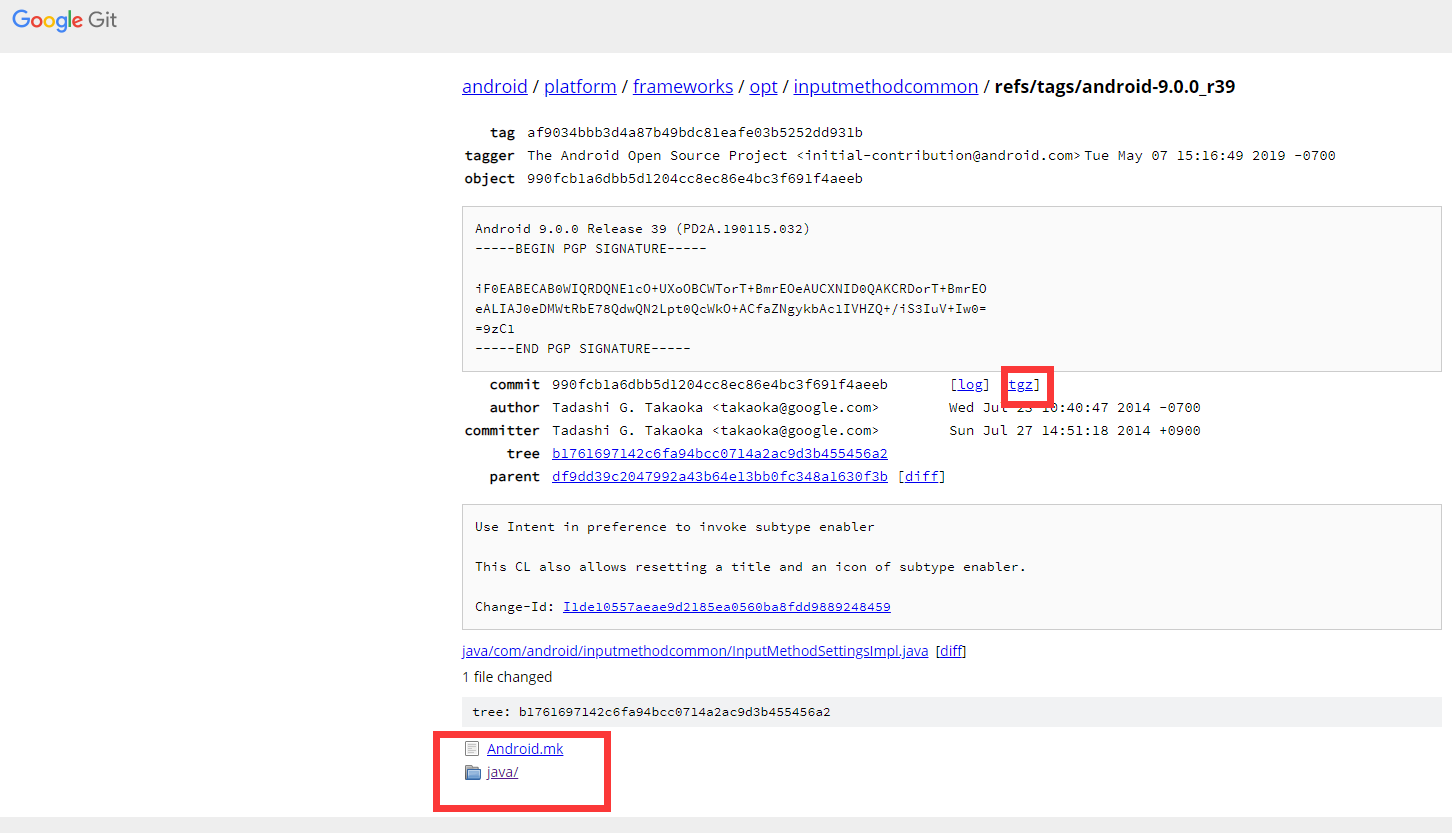 Google Git
android / platform / frameworks / opt / inputmethodcommon / refs/tags/android-9.0.0_r39
tag af9034bbb3d4a87b49bdc81eafe03b5252dd931b
tagger The Android Open Source Project <initial-contribution@android.com> Tue May 07 15:16:49 2019 -0700
object 990fcb1a6dbb5d1204cc8ec86e4bc3f691f4aeeb
Android 9.0.0 Release 39 (PD2A.190115.032)
-----BEGIN PGP SIGNATURE-----
iF0EABECAB0WIQRDQNE1cO+UXoOBCWTorT+BmrEOeAUCXNID0QAKCRDorT+BmrEO
eALIAJ0eDMWtRbE78QdwQN2Lpt0QcWkO+ACfaZNgykbAc1IVHZQ+/iS3IuV+Iw0=
=9zCl
-----END PGP SIGNATURE-----
commit 990fcb1a6dbb5d1204cc8ec86e4bc3f691f4aeeb [log] tgz]
author Tadashi G. Takaoka <takaoka@google.com> Wed Jul 23 10:40:47 2014 -0700
committer Tadashi G. Takaoka <takaoka@google.com> Sun Jul 27 14:51:18 2014 +0900
tree b1761697142c6fa94bcc0714a2ac9d3b455456a2
parent df9dd39c2047992a43b64e13bb0fc348a1630f3b [diff]
Use Intent in preference to invoke subtype enabler
This CL also allows resetting a title and an icon of subtype enabler.
Change-Id: I1de10557aeae9d2185ea0560ba8fdd9889248459
java/com/android/inputmethodcommon/InputMethodSettingsImpl.java [diff]
1 file changed
tree: b1761697142c6fa94bcc0714a2ac9d3b455456a2
Android.mk
java/